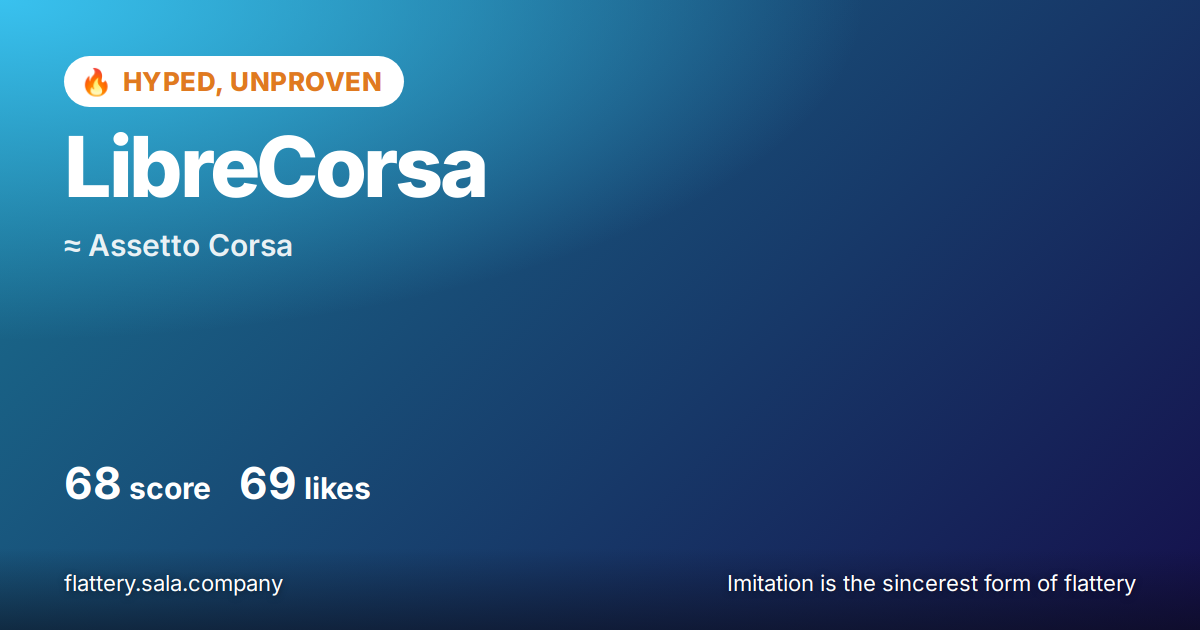 🔥 HYPED, UNPROVEN
LibreCorsa
≈ Assetto Corsa
68 score 69 likes
flattery.sala.company
Imitation is the sincerest form of flattery